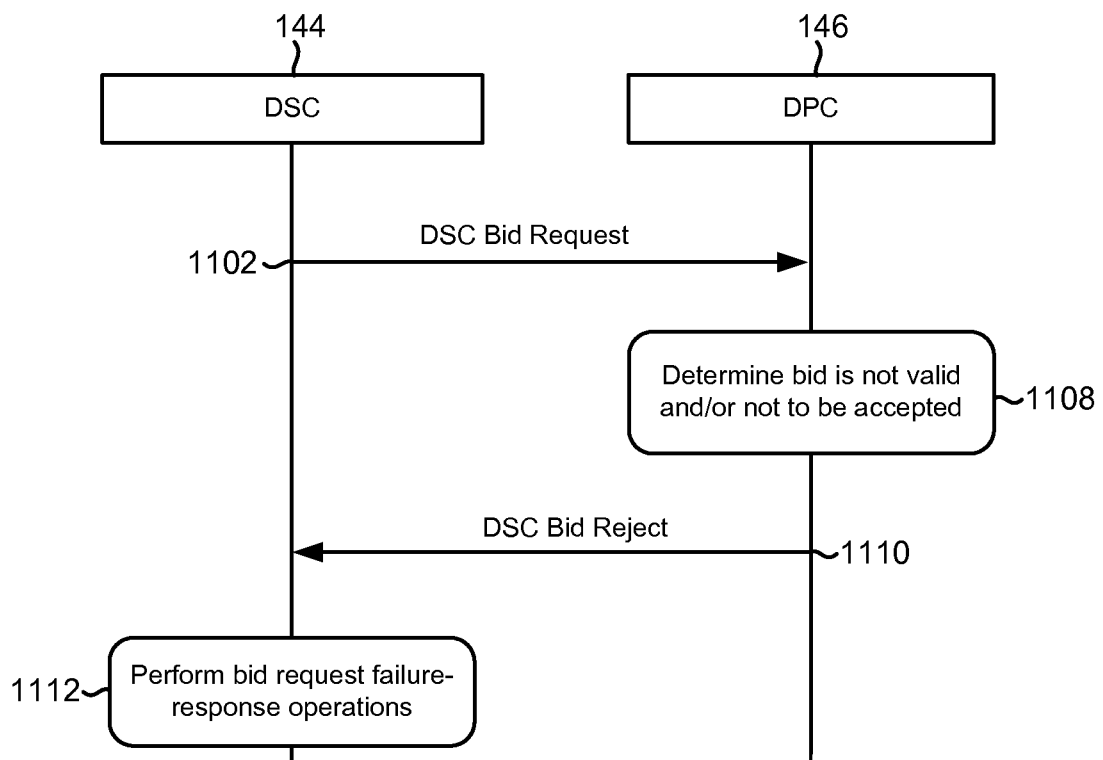 144
146
DSC
DPC
DSC Bid Request
1102
Determine bid is not valid
and/or not to be accepted
1108
DSC Bid Reject
1110
Perform bid request failure-
response operations
1112